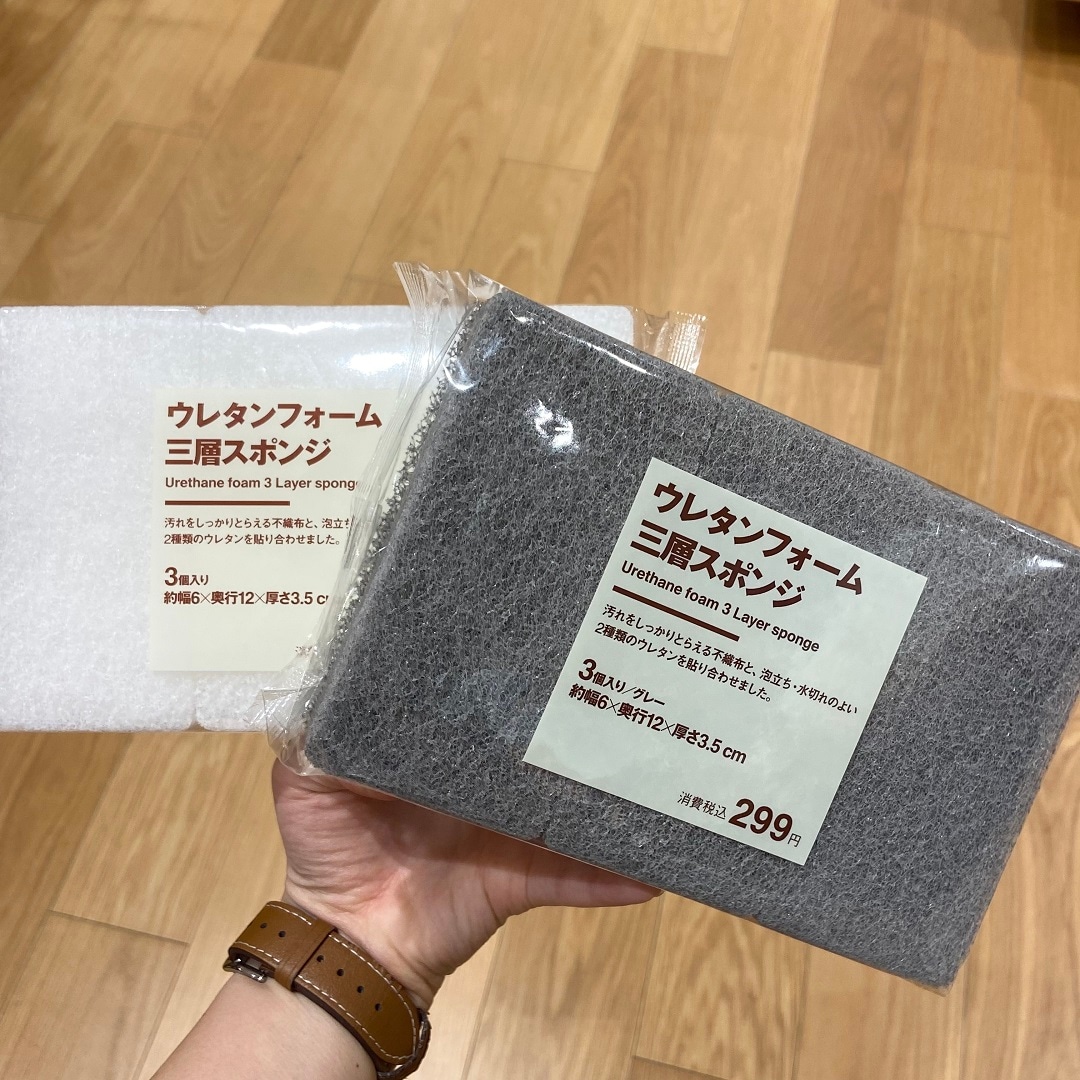 ウレタンフォーム
三層スポンジ
Urethane foam 3 Layer sponge
汚れをしっかりとらえる不織布と、泡立ち
2種類のウレタンを貼り合わせました。
3個入り
約幅6×奥行12×厚さ3.5 cm
ウレタンフォーム
三層スポンジ
Urethane foam 3 Layer sponge
汚れをしっかりとらえる不織布と、泡立ち・水切れのよい
2種類のウレタンを貼り合わせました。
3個入り/グレー
約幅6×奥行12×厚さ3.5 cm
消費税込299円